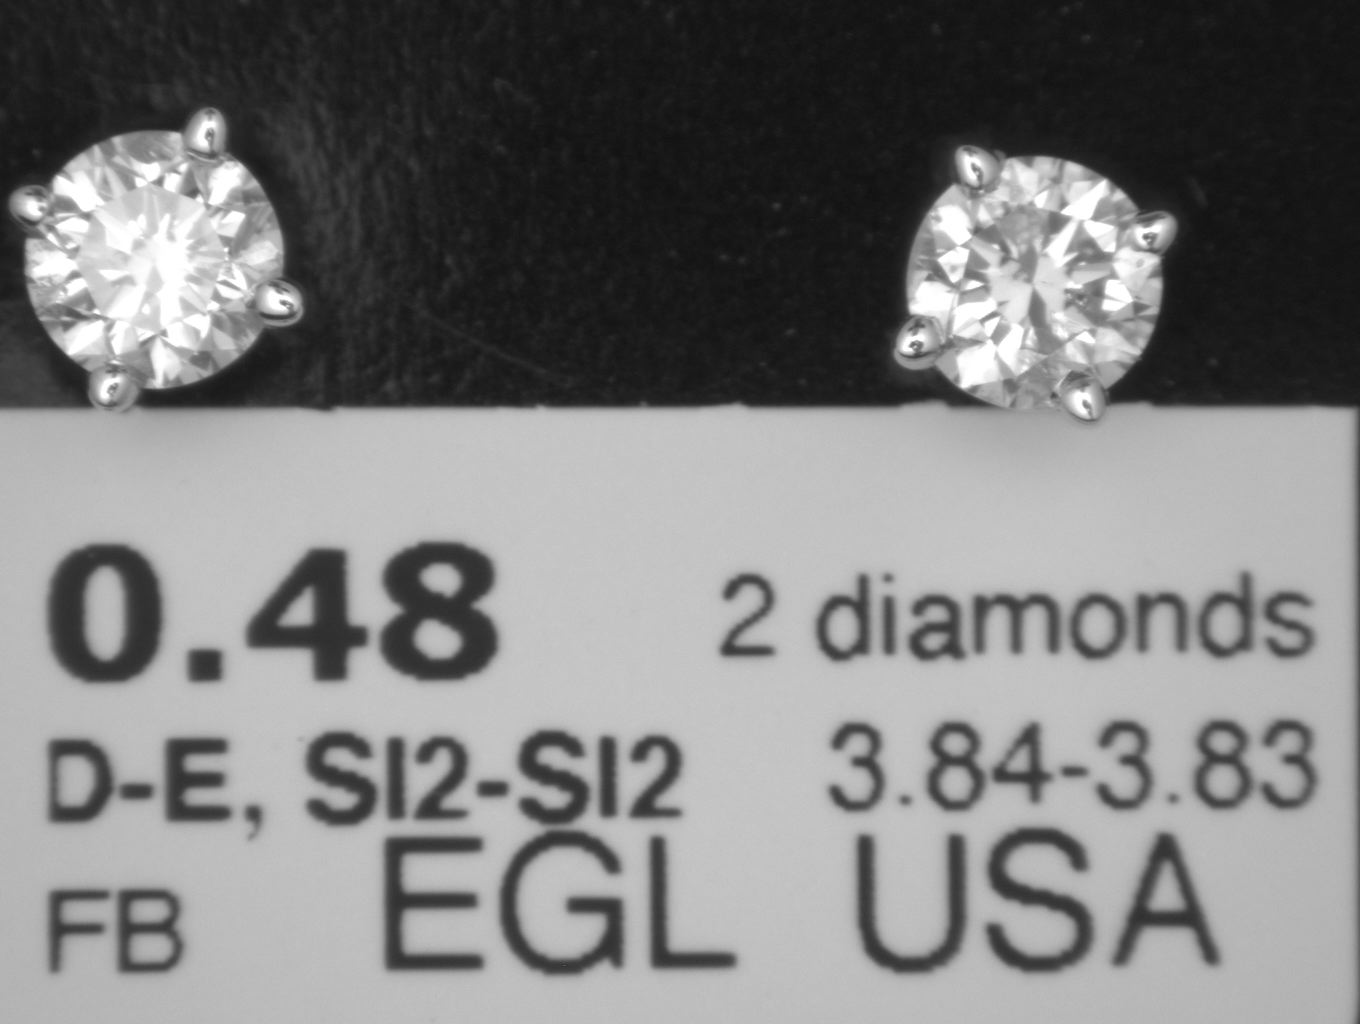 0.48 2 diamonds
D-E, SI2-SI2 3.84-3.83
FB EGL USA